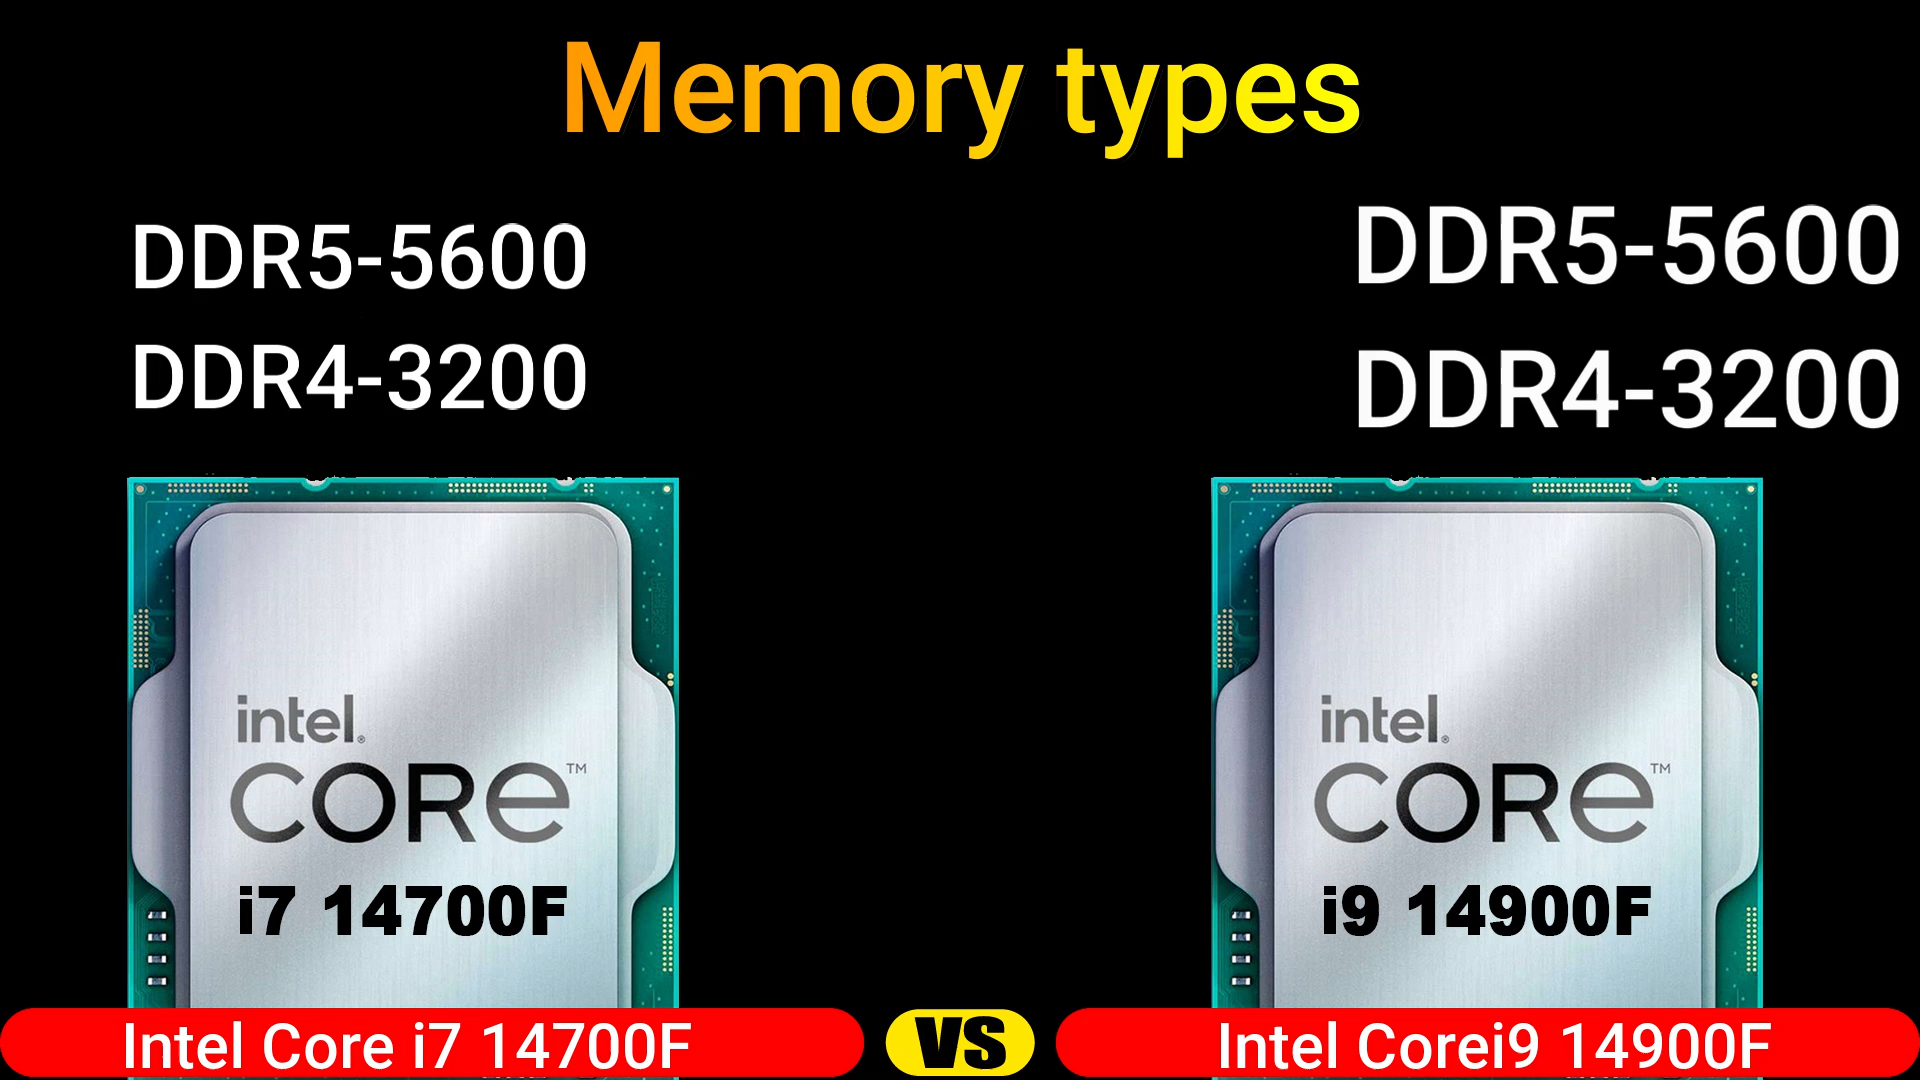 Memory types
DDR5-5600
DDR4-3200
DDR5-5600
DDR4-3200
intel®
CORE™
i7 14700F
intel®
CORE™
i9 14900F
Intel Core i7 14700F
VS
Intel Corei9 14900F